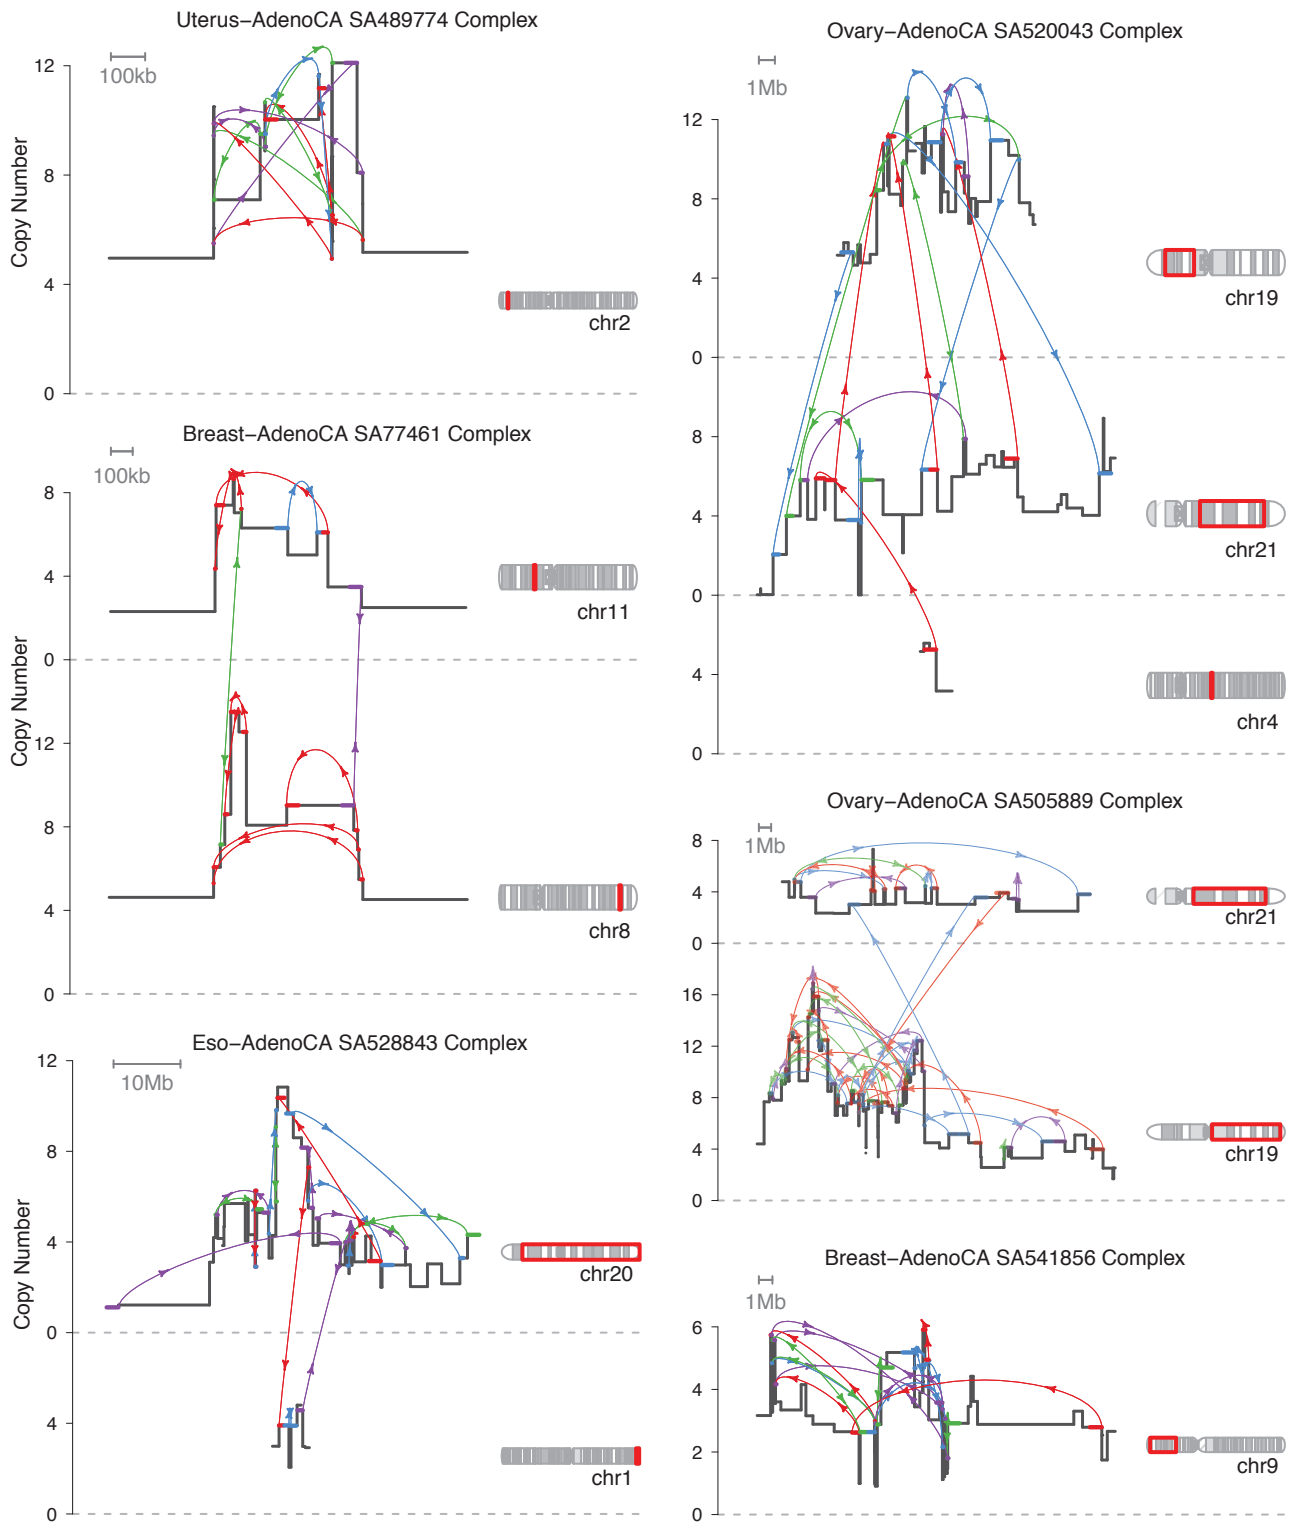 Uterus–AdenoCA SA489774 Complex
100kb
Copy Number
12
8
4
0
chr2
Breast–AdenoCA SA77461 Complex
100kb
Copy Number
8
4
0
chr11
12
8
4
0
chr8
Eso–AdenoCA SA528843 Complex
10Mb
Copy Number
12
8
4
0
chr20
4
0
chr1
Ovary–AdenoCA SA520043 Complex
1Mb
12
8
4
0
chr19
8
4
0
chr21
4
0
chr4
Ovary–AdenoCA SA505889 Complex
1Mb
8
4
0
chr21
16
12
8
4
0
chr19
Breast–AdenoCA SA541856 Complex
1Mb
6
4
2
0
chr9